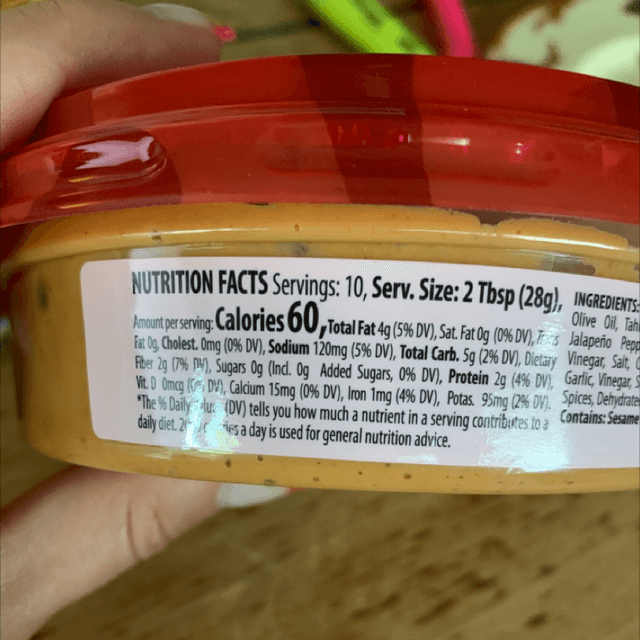 NUTRITION FACTS Servings: 10, Serv. Size: 2 Tbsp (28g),
Amount per serving: Calories 60, Total Fat 4g (5% DV), Sat. Fat 0g (0% DV), Trans
Fat 0g, Cholest. 0mg (0% DV), Sodium 120mg (5% DV), Total Carb. 5g (2% DV), Dietary
Fiber 2g (7% DV), Sugars 0g (Incl. 0g Added Sugars, 0% DV), Protein 2g (4% DV),
Vit. D 0mcg (0% DV), Calcium 15mg (0% DV), Iron 1mg (4% DV), Potas. 95mg (2% DV).
*The % Daily Value (DV) tells you how much a nutrient in a serving contributes to a
daily diet. calories a day is used for general nutrition advice.
INGREDIENTS:
Olive Oil,
Jalapeño
Vinegar, Salt,
Garlic, Vinegar,
Spices,
Contains: Sesame